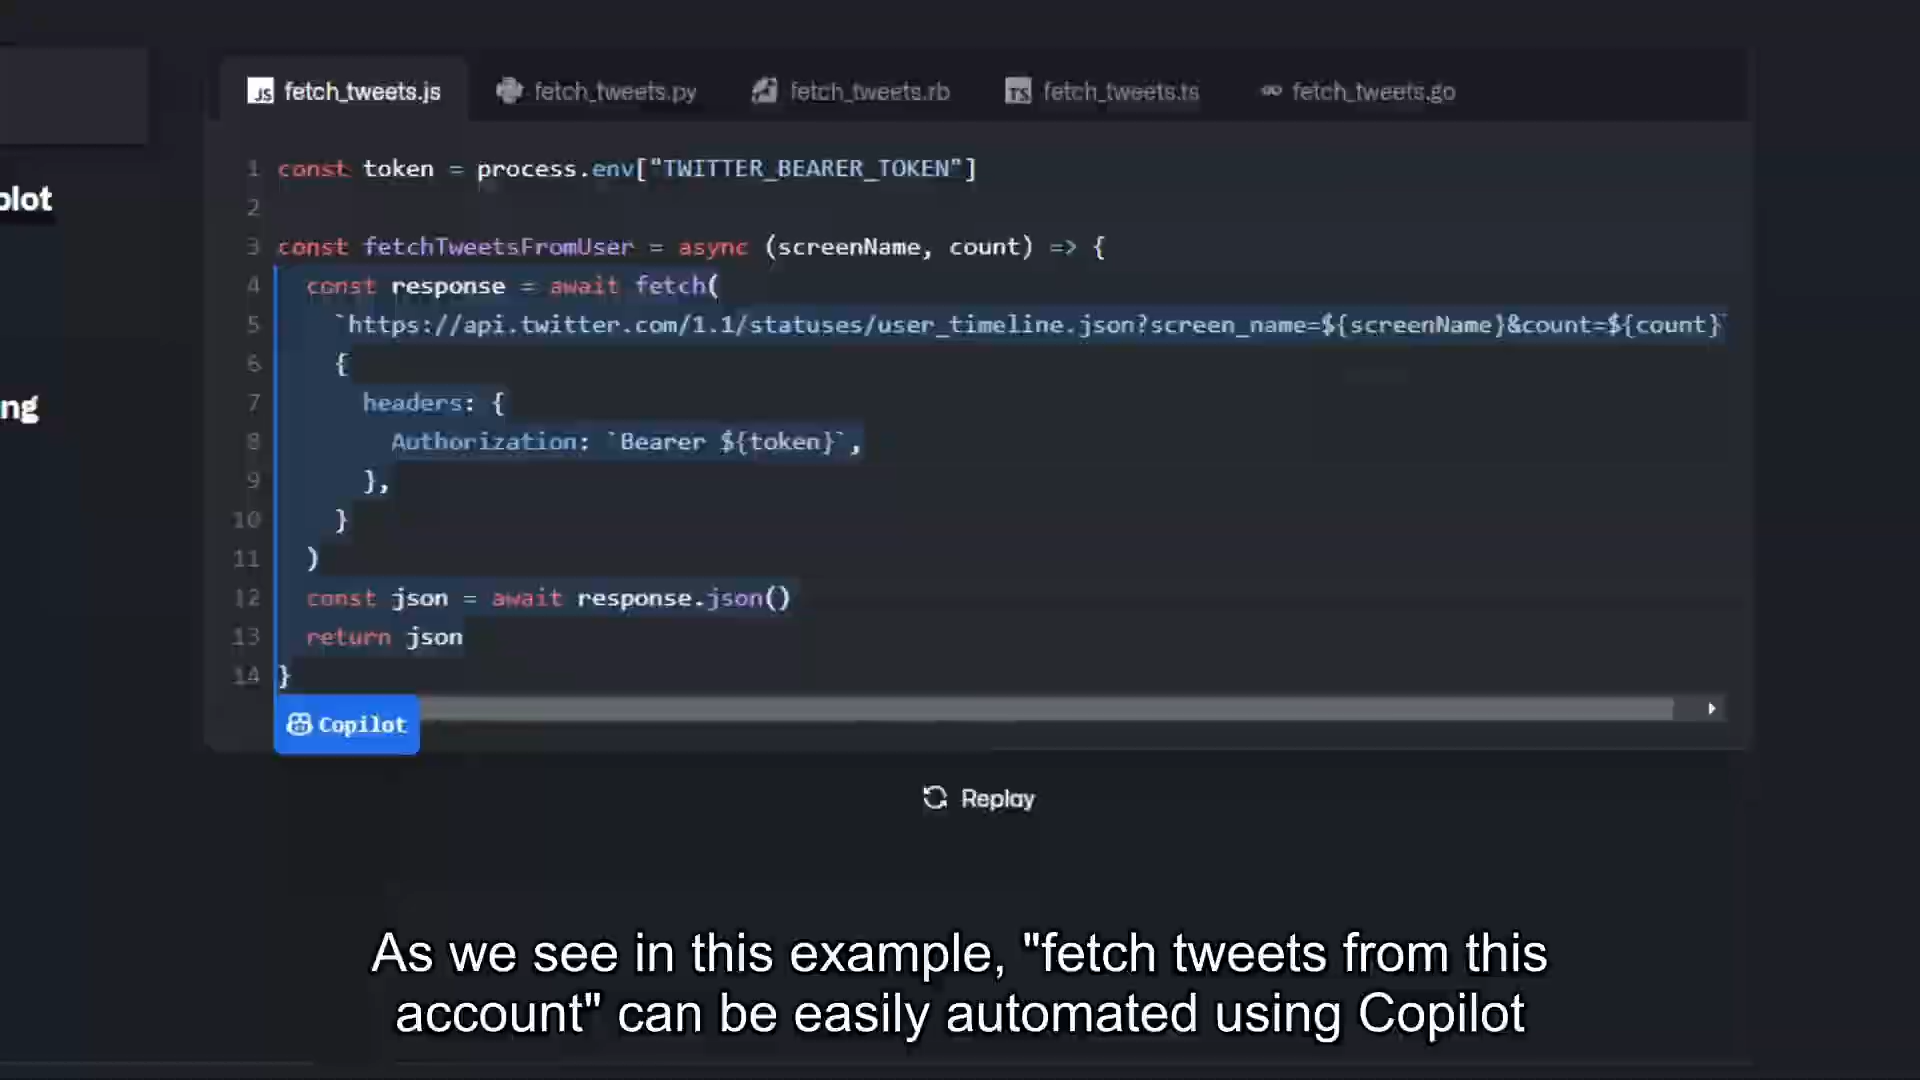 fetch_tweets.js fetch_tweets.py fetch_tweets.rb TS fetch_tweets.ts fetch_tweets.go
JS
1 const token = process.env["TWITTER_BEARER_TOKEN"]
2
3 const fetchTweetsFromUser = async (screenName, count) => {
4 const response = await fetch(
5 `https://api.twitter.com/1.1/statuses/user_timeline.json?screen_name=${screenName}&count=${count}`
6 {
7 headers: {
8 Authorization: `Bearer ${token}`,
9 },
10 }
11 )
12 const json = await response.json()
13 return json
14 }
Copilot
Replay
plot
ng
As we see in this example, "fetch tweets from this
account" can be easily automated using Copilot